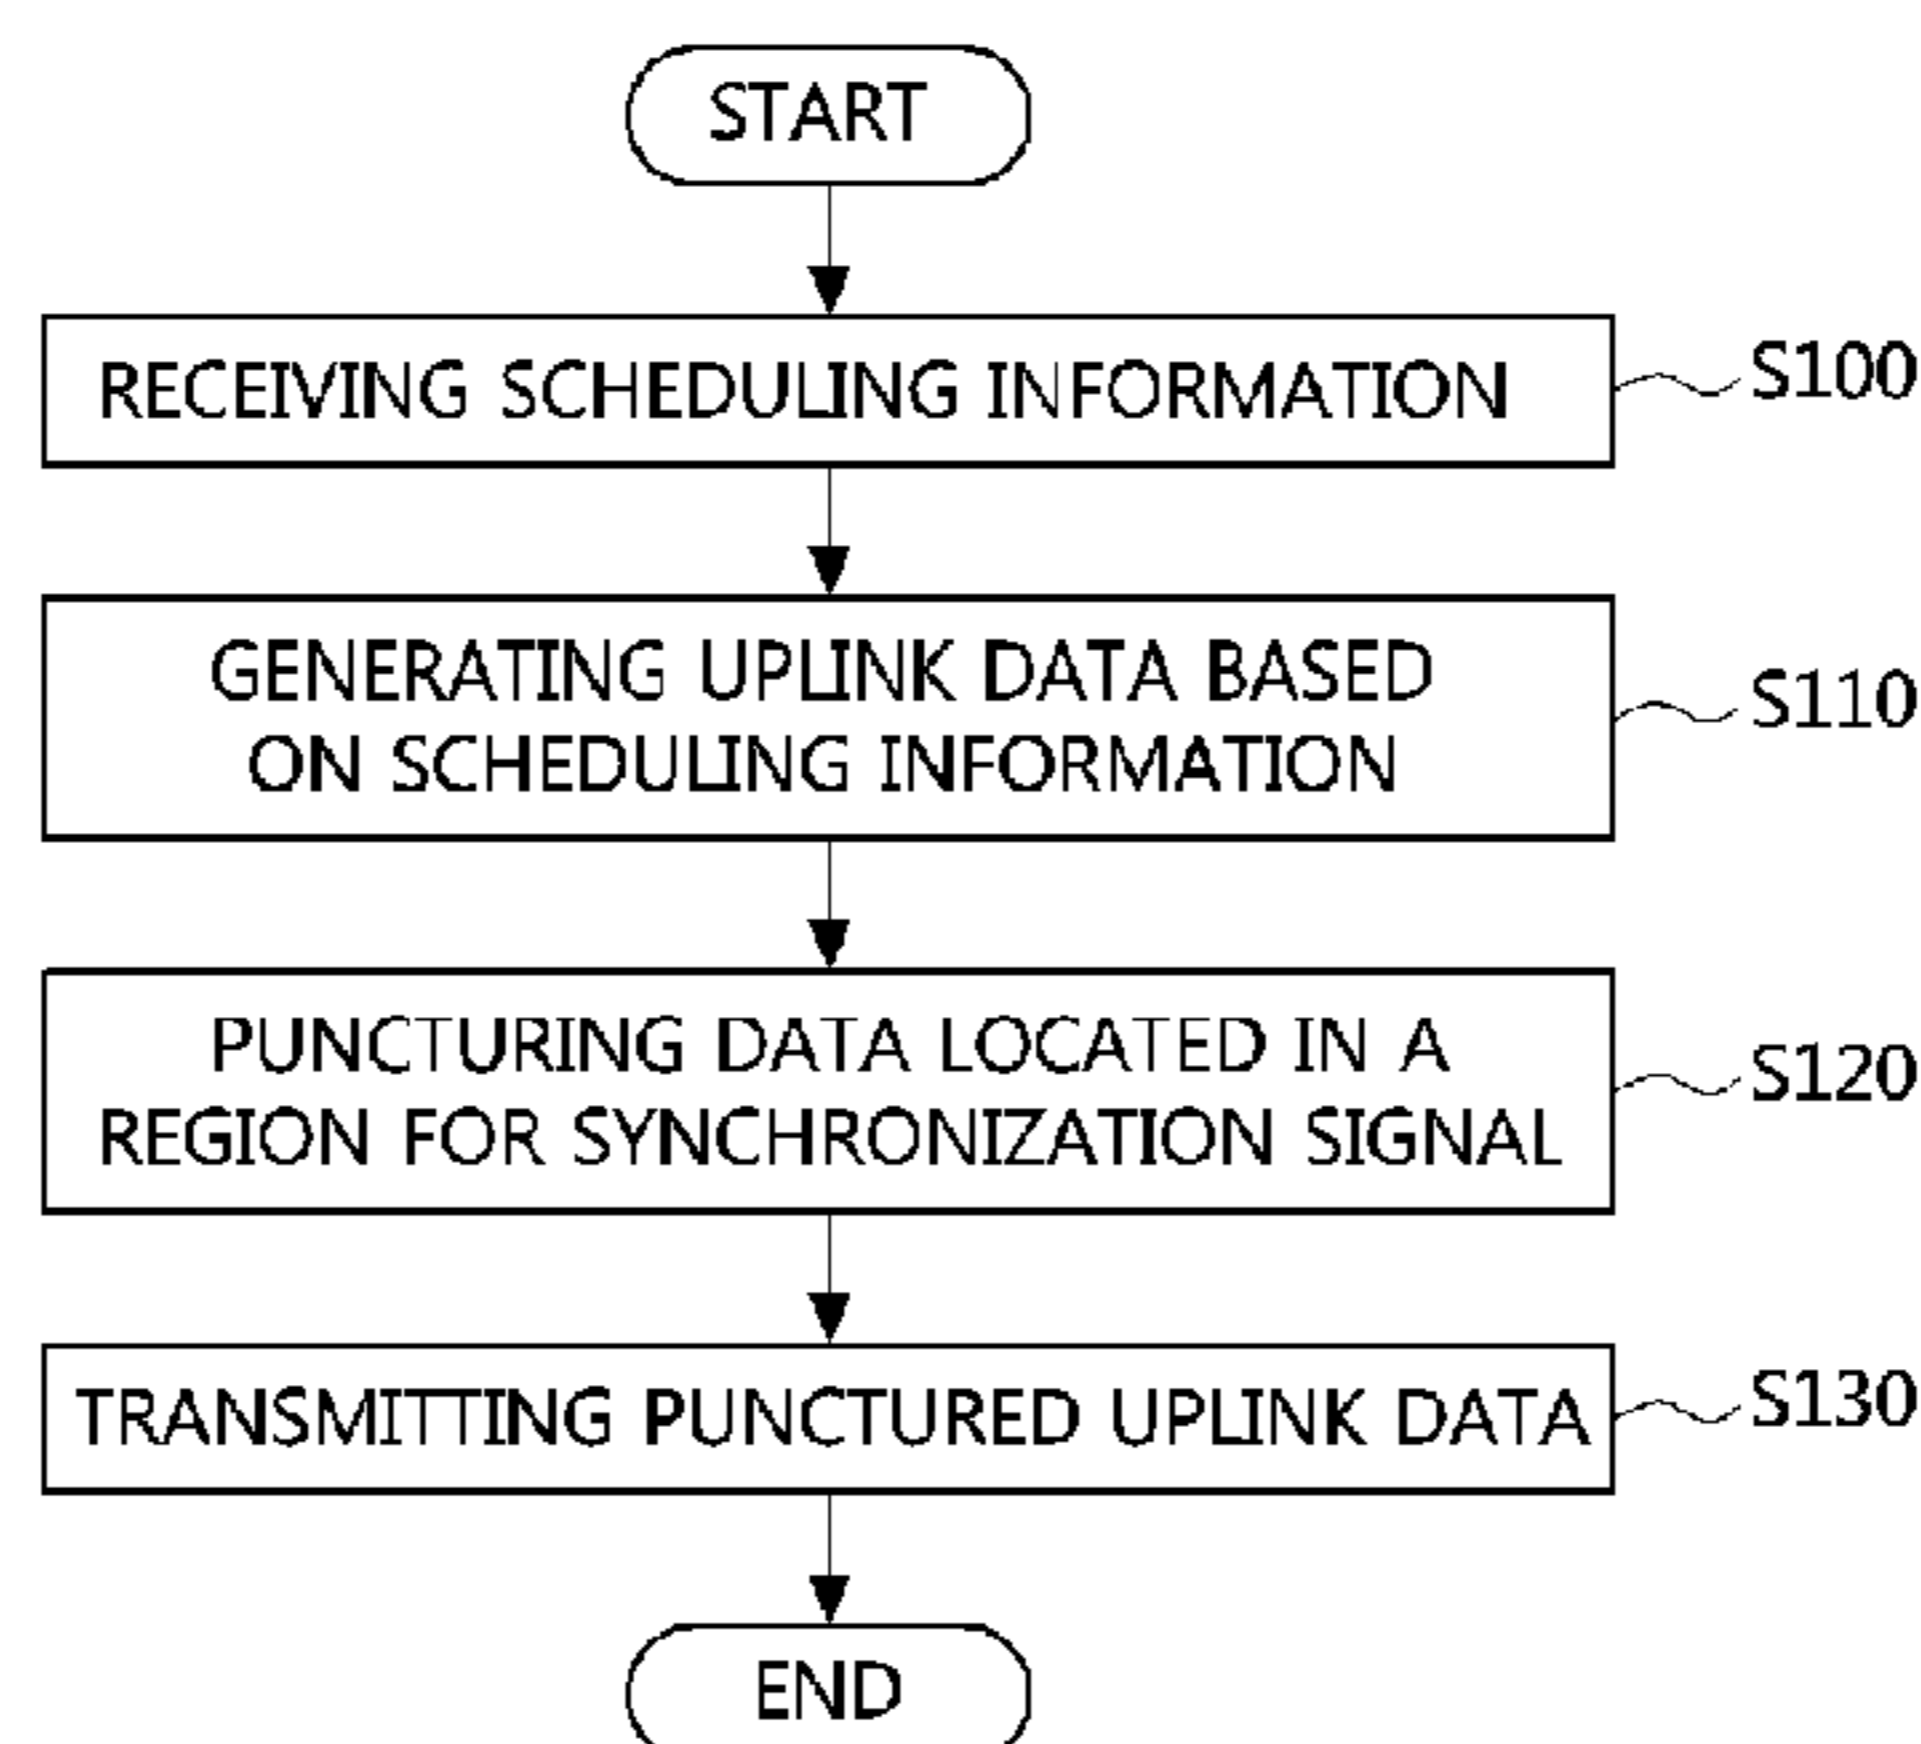 START
RECEIVING SCHEDULING INFORMATION
S100
GENERATING UPLINK DATA BASED
ON SCHEDULING INFORMATION
S110
PUNCTURING DATA LOCATED IN A
REGION FOR SYNCHRONIZATION SIGNAL
S120
TRANSMITTING PUNCTURED UPLINK DATA
S130
END